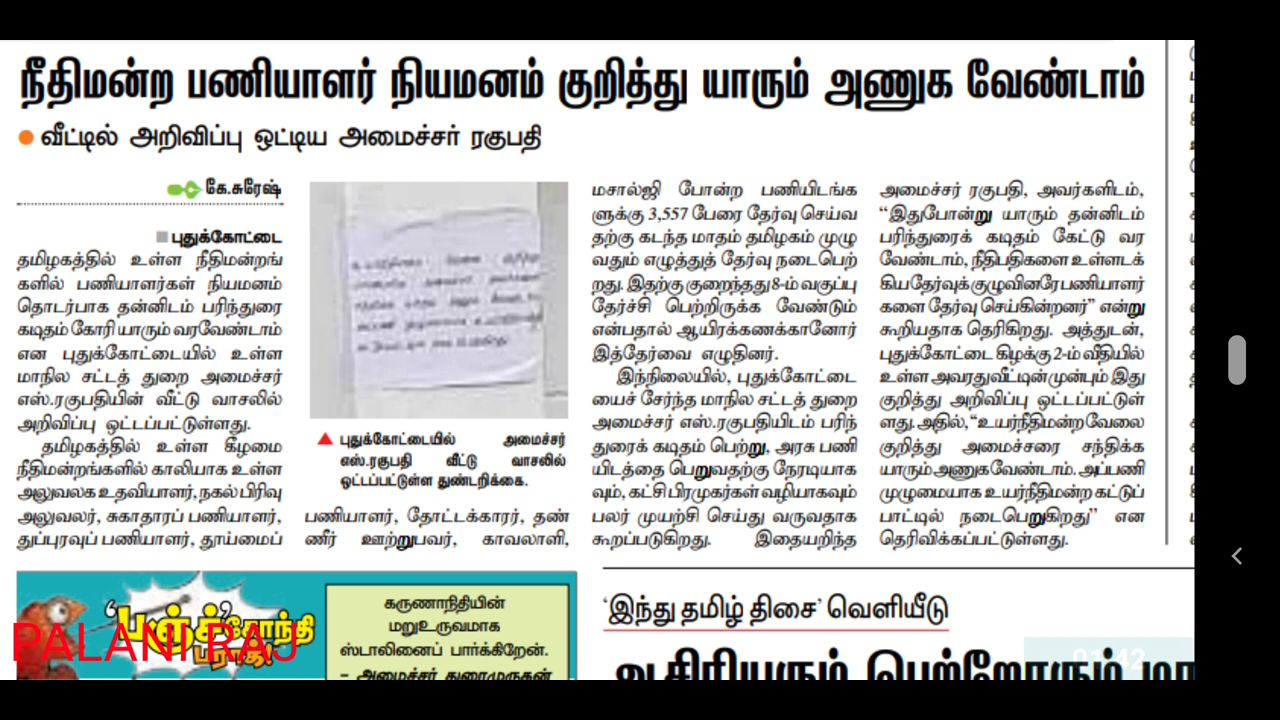 நீதிமன்ற பணியாளர் நியமனம் குறித்து யாரும் அணுக வேண்டாம்
வீட்டில் அறிவிப்பு ஒட்டிய அமைச்சர் ரகுபதி
கே.சுரேஷ்
புதுக்கோட்டை
தமிழகத்தில் உள்ள நீதிமன்றங்
களில் பணியாளர்கள் நியமனம்
தொடர்பாக தன்னிடம் பரிந்துரை
கடிதம் கோரி யாரும் வரவேண்டாம்
என புதுக்கோட்டையில் உள்ள
மாநில சட்டத் துறை அமைச்சர்
எஸ்.ரகுபதியின் வீட்டு வாசலில்
அறிவிப்பு ஒட்டப்பட்டுள்ளது.
தமிழகத்தில் உள்ள கீழமை
நீதிமன்றங்களில் காலியாக உள்ள
அலுவலக உதவியாளர், நகல் பிரிவு
அலுவலர், சுகாதாரப் பணியாளர்,
துப்புரவுப் பணியாளர், தூய்மைப்
புதுக்கோட்டையில் அமைச்சர்
எஸ்.ரகுபதி வீட்டு வாசலில்
ஒட்டப்பட்டுள்ள துண்டறிக்கை.
பணியாளர், தோட்டக்காரர், தண்
ணீர் ஊற்றுபவர், காவலாளி,
மசால்ஜி போன்ற பணியிடங்க
ளுக்கு 3,557 பேரை தேர்வு செய்வ
தற்கு கடந்த மாதம் தமிழகம் முழு
வதும் எழுத்துத் தேர்வு நடைபெற்
றது. இதற்கு குறைந்தது 8-ம் வகுப்பு
தேர்ச்சி பெற்றிருக்க வேண்டும்
என்பதால் ஆயிரக்கணக்கானோர்
இத்தேர்வை எழுதினர்.
இந்நிலையில், புதுக்கோட்டை
யைச் சேர்ந்த மாநில சட்டத் துறை
அமைச்சர் எஸ்.ரகுபதியிடம் பரிந்
துரைக் கடிதம் பெற்று, அரசு பணி
யிடத்தை பெறுவதற்கு நேரடியாக
வும், கட்சி பிரமுகர்கள் வழியாகவும்
பலர் முயற்சி செய்து வருவதாக
கூறப்படுகிறது. இதையறிந்த
அமைச்சர் ரகுபதி, அவர்களிடம்,
“இதுபோன்று யாரும் தன்னிடம்
பரிந்துரைக் கடிதம் கேட்டு வர
வேண்டாம், நீதிபதிகளை உள்ளடக்
கிய தேர்வுக் குழுவினரே பணியாளர்
களை தேர்வு செய்கின்றனர்” என்று
கூறியதாக தெரிகிறது. அத்துடன்,
புதுக்கோட்டை கிழக்கு 2-ம் வீதியில்
உள்ள அவரது வீட்டின் முன்பும் இது
குறித்து அறிவிப்பு ஒட்டப்பட்டுள்
ளது. அதில், “உயர்நீதிமன்ற வேலை
குறித்து அமைச்சரை சந்திக்க
யாரும் அணுக வேண்டாம். அப்பணி
முழுமையாக உயர்நீதிமன்ற கட்டுப்
பாட்டில் நடைபெறுகிறது” என
தெரிவிக்கப்பட்டுள்ளது.
‘பஞ்ச்’சோந்தி
பராக்!
PALANI RAJ
கருணாநிதியின்
மறுஉருவமாக
ஸ்டாலினைப் பார்க்கிறேன்.
– அமைச்சர் துரைமுருகன்
‘இந்து தமிழ் திசை’ வெளியீடு
ஆசிரியரும் பெற்றோரும்
01:42